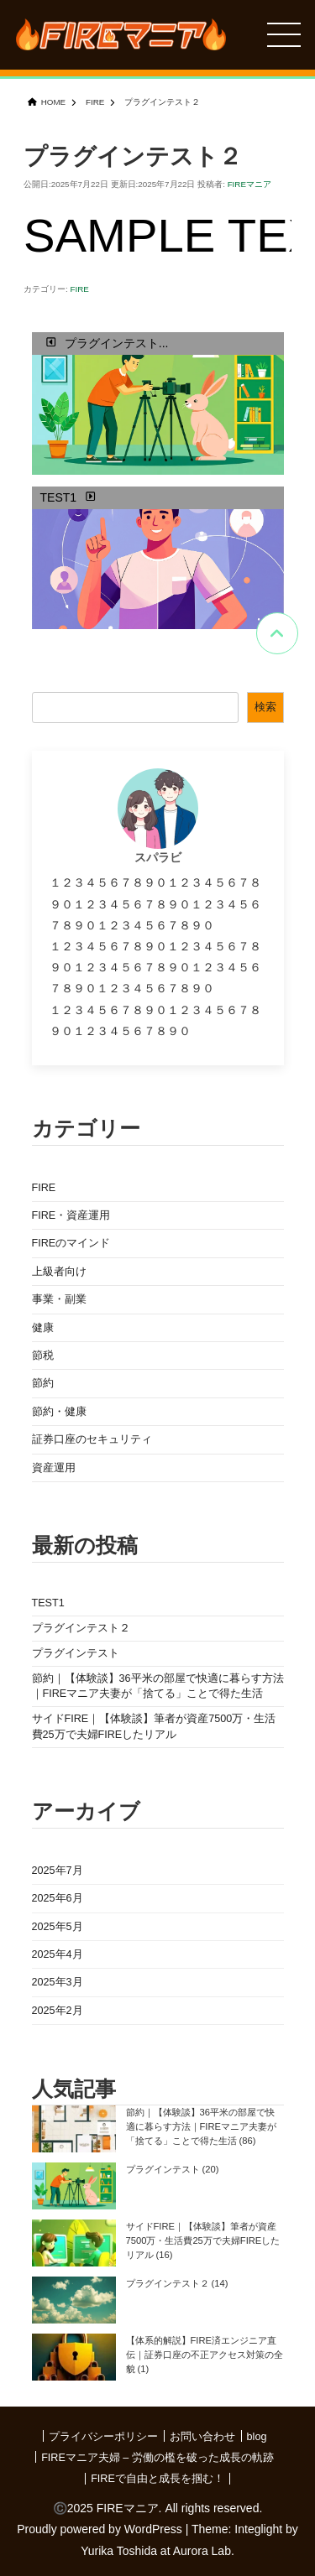 FIREマニア
HOME > FIRE > プラグインテスト２
プラグインテスト２
公開日:2025年7月22日 更新日:2025年7月22日 投稿者: FIREマニア
SAMPLE TE
カテゴリー: FIRE
プラグインテスト...
TEST1
検索
スパラビ
１２３４５６７８９０１２３４５６７８
９０１２３４５６７８９０１２３４５６
７８９０１２３４５６７８９０
１２３４５６７８９０１２３４５６７８
９０１２３４５６７８９０１２３４５６
７８９０１２３４５６７８９０
１２３４５６７８９０１２３４５６７８
９０１２３４５６７８９０
カテゴリー
FIRE
FIRE・資産運用
FIREのマインド
上級者向け
事業・副業
健康
節税
節約
節約・健康
証券口座のセキュリティ
資産運用
最新の投稿
TEST1
プラグインテスト２
プラグインテスト
節約｜【体験談】36平米の部屋で快適に暮らす方法
｜FIREマニア夫妻が「捨てる」ことで得た生活
サイドFIRE｜【体験談】筆者が資産7500万・生活
費25万で夫婦FIREしたリアル
アーカイブ
2025年7月
2025年6月
2025年5月
2025年4月
2025年3月
2025年2月
人気記事
節約｜【体験談】36平米の部屋で快
適に暮らす方法｜FIREマニア夫妻が
「捨てる」ことで得た生活 (86)
プラグインテスト (20)
サイドFIRE｜【体験談】筆者が資産
7500万・生活費25万で夫婦FIREした
リアル (16)
プラグインテスト２ (14)
【体系的解説】FIRE済エンジニア直
伝｜証券口座の不正アクセス対策の全
貌 (1)
プライバシーポリシー | お問い合わせ | blog
FIREマニア夫婦 – 労働の檻を破った成長の軌跡
FIREで自由と成長を掴む！
©2025 FIREマニア. All rights reserved.
Proudly powered by WordPress | Theme: Integlight by
Yurika Toshida at Aurora Lab.